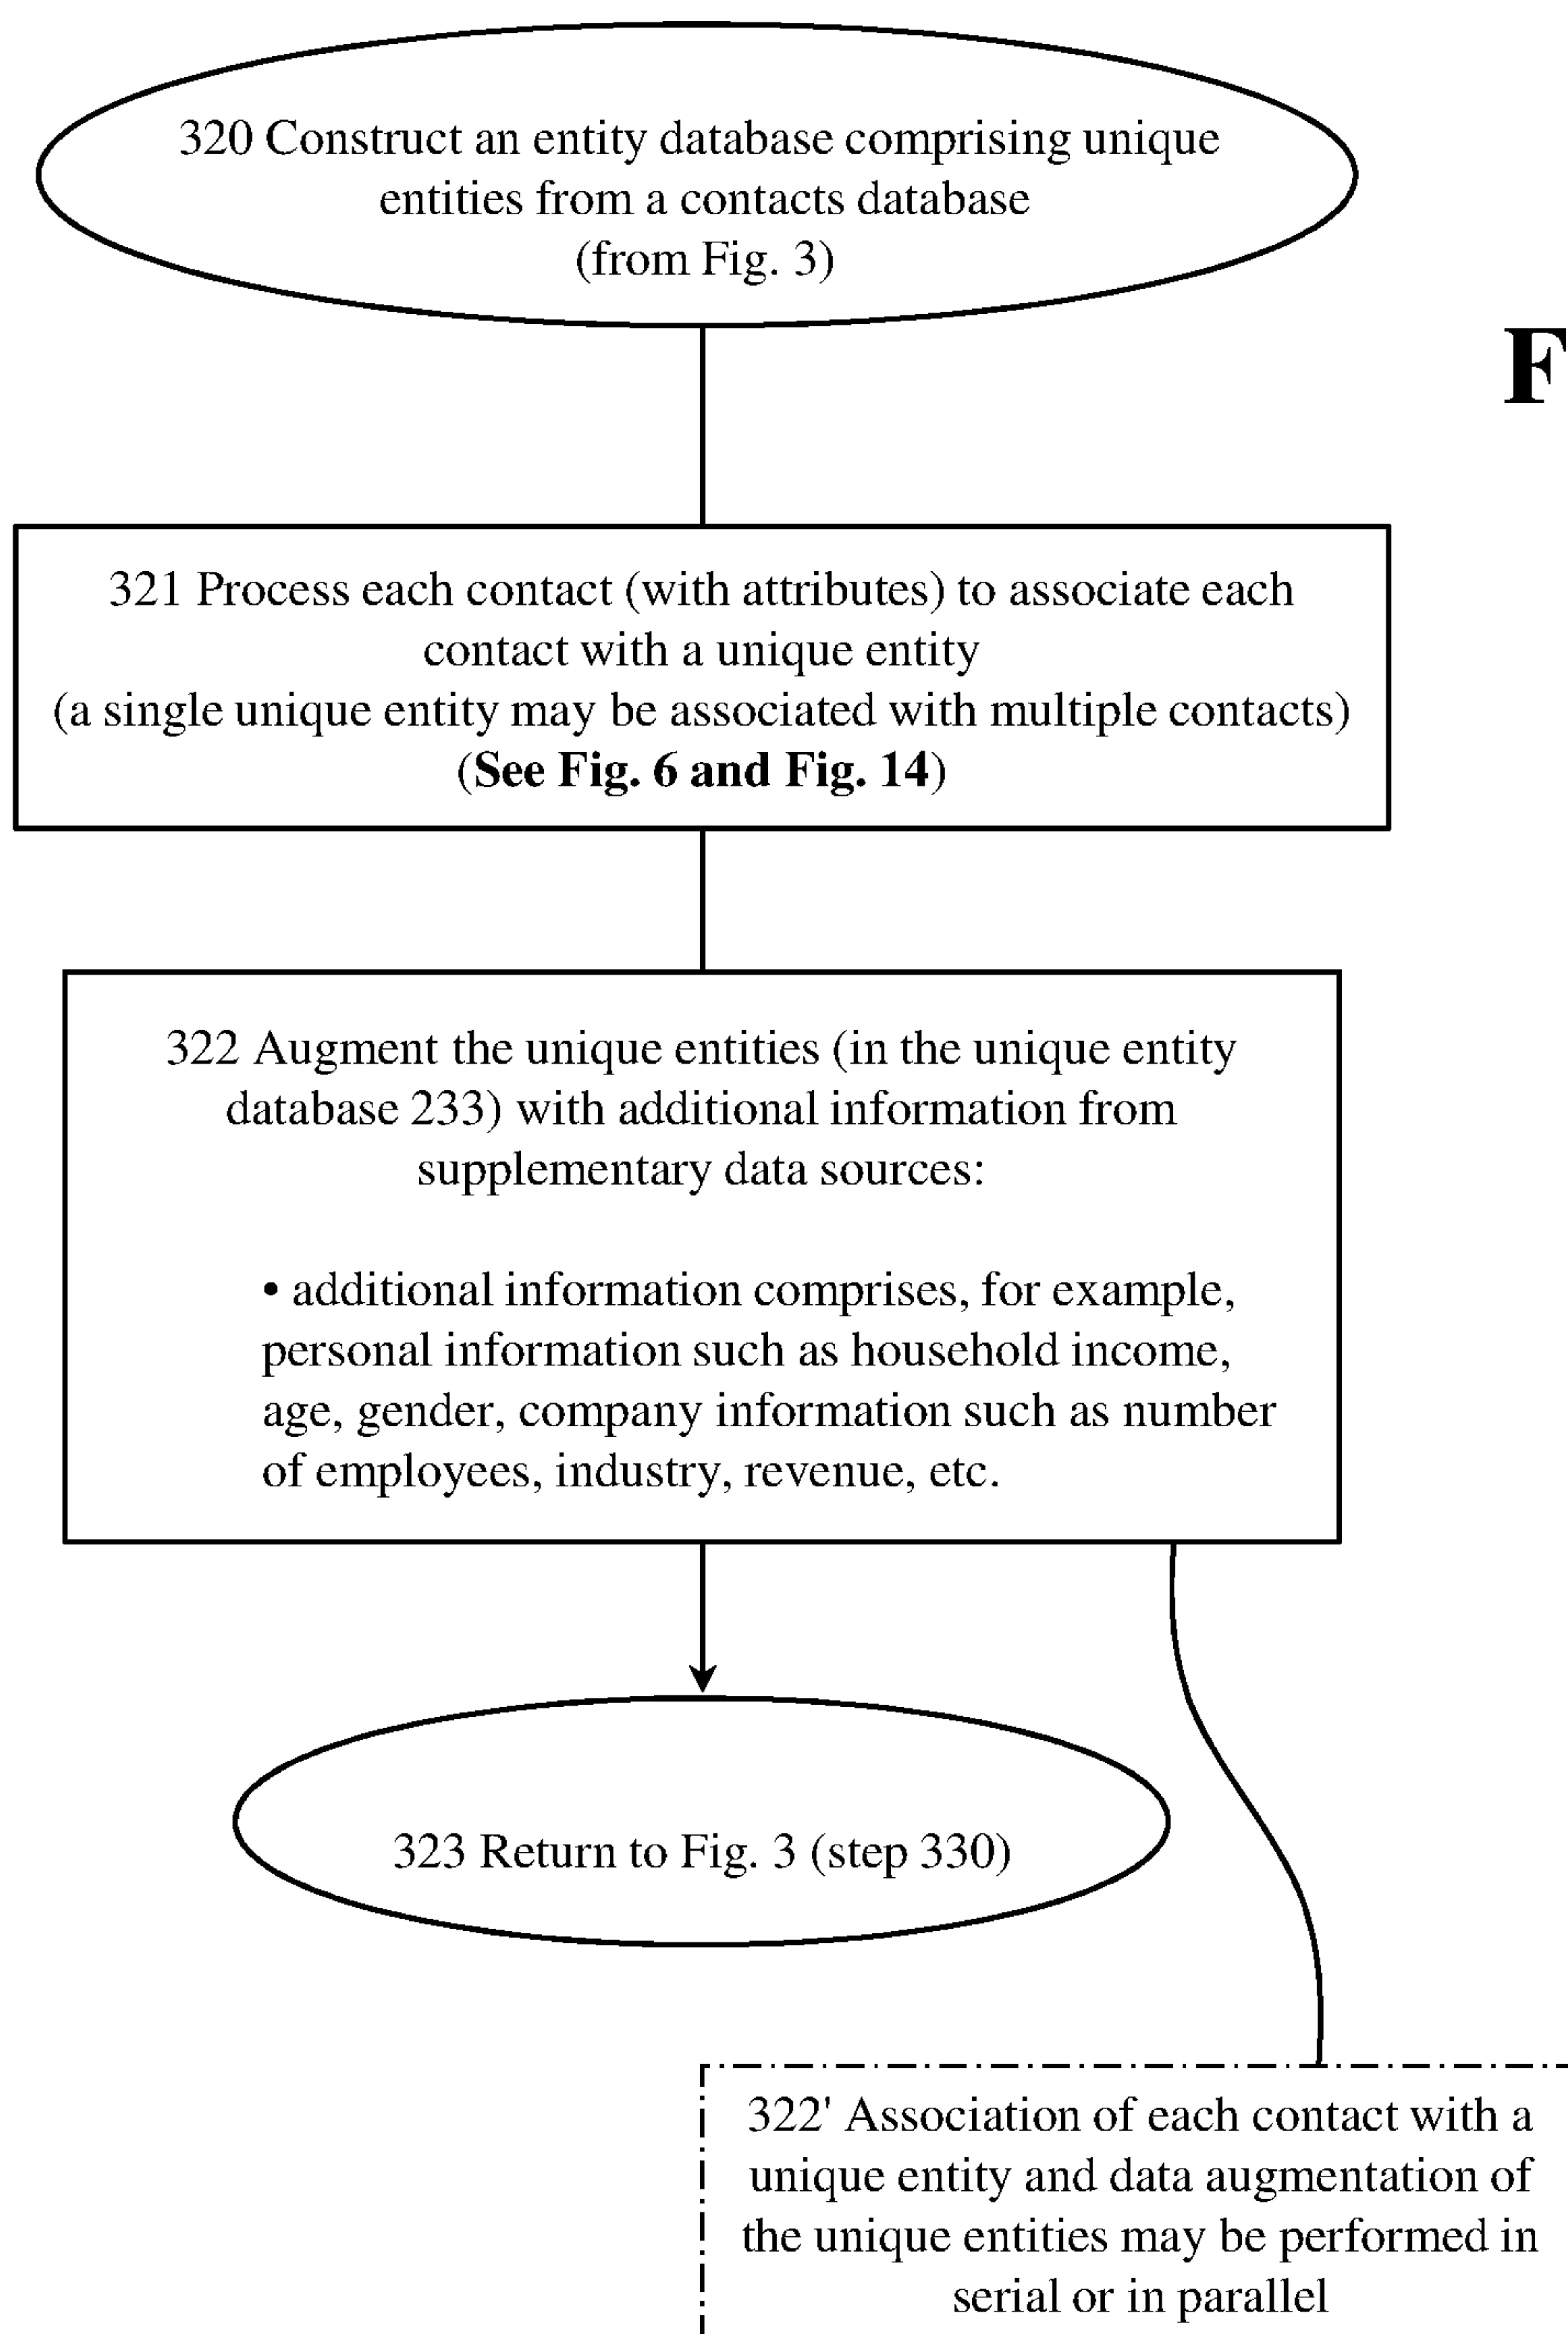 320 Construct an entity database comprising unique
entities from a contacts database
(from Fig. 3)
F
321 Process each contact (with attributes) to associate each
contact with a unique entity
(a single unique entity may be associated with multiple contacts)
(See Fig. 6 and Fig. 14)
322 Augment the unique entities (in the unique entity
database 233) with additional information from
supplementary data sources:
• additional information comprises, for example,
personal information such as household income,
age, gender, company information such as number
of employees, industry, revenue, etc.
323 Return to Fig. 3 (step 330)
322' Association of each contact with a
unique entity and data augmentation of
the unique entities may be performed in
serial or in parallel